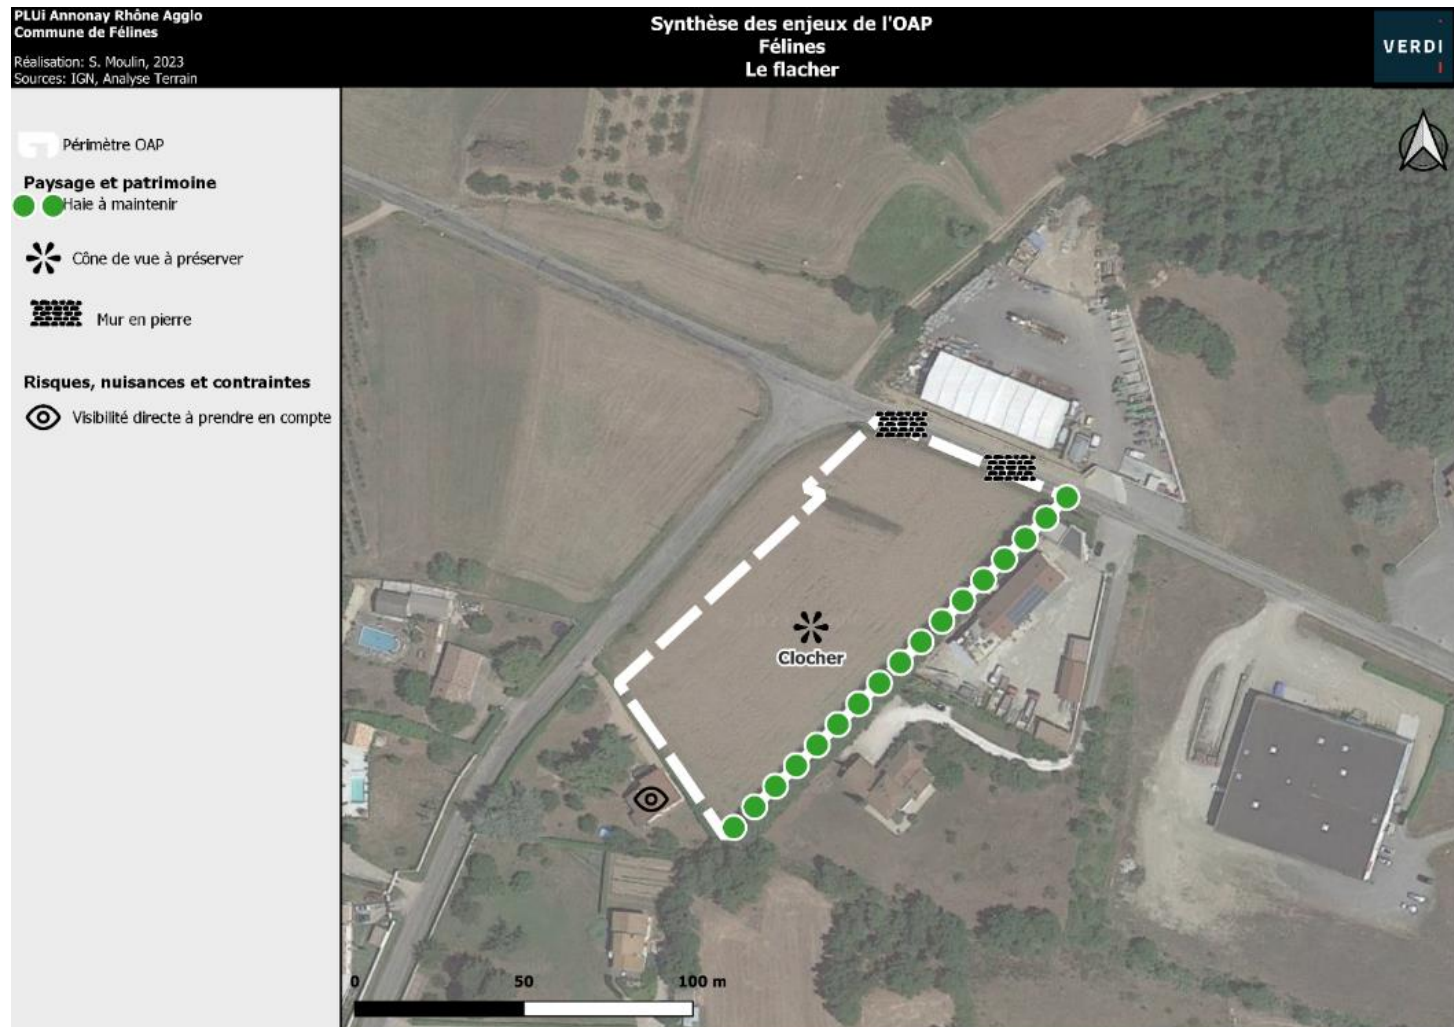 PLUi Annonay Rhône Agglo
Commune de Félines
Réalisation: S. Moulin, 2023
Sources: IGN, Analyse Terrain
Synthèse des enjeux de l'OAP
Félines
Le flacher
VERDI
Périmètre OAP
Paysage et patrimoine
Haie à maintenir
Cône de vue à préserver
Mur en pierre
Risques, nuisances et contraintes
Visibilité directe à prendre en compte
Clocher
0 50 100 m